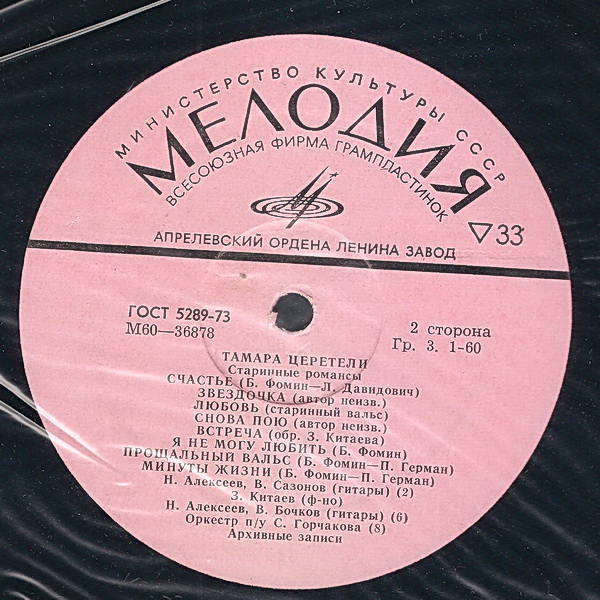 МИНИСТЕРСТВО КУЛЬТУРЫ СССР
МЕЛОДИЯ
ВСЕСОЮЗНАЯ ФИРМА ГРАМПЛАСТИНОК
▽33
АПРЕЛЕВСКИЙ ОРДЕНА ЛЕНИНА ЗАВОД
ГОСТ 5289-73
М60—36878
2 сторона
Гр. 3. 1-60
ТАМАРА ЦЕРЕТЕЛИ
Старинные романсы
СЧАСТЬЕ (Б. Фомин—Л. Давидович)
ЗВЕЗДОЧКА (автор неизв.)
ЛЮБОВЬ (старинный вальс)
СНОВА ПОЮ (автор неизв.)
ВСТРЕЧА (обр. З. Китаева)
Я НЕ МОГУ ЛЮБИТЬ (Б. Фомин)
ПРОЩАЛЬНЫЙ ВАЛЬС (Б. Фомин—П. Герман)
МИНУТЫ ЖИЗНИ (Б. Фомин—П. Герман)
Н. Алексеев, В. Сазонов (гитары) (2)
З. Китаев (ф-но)
Н. Алексеев, В. Бочков (гитары) (6)
Оркестр п/у С. Горчакова (8)
Архивные записи